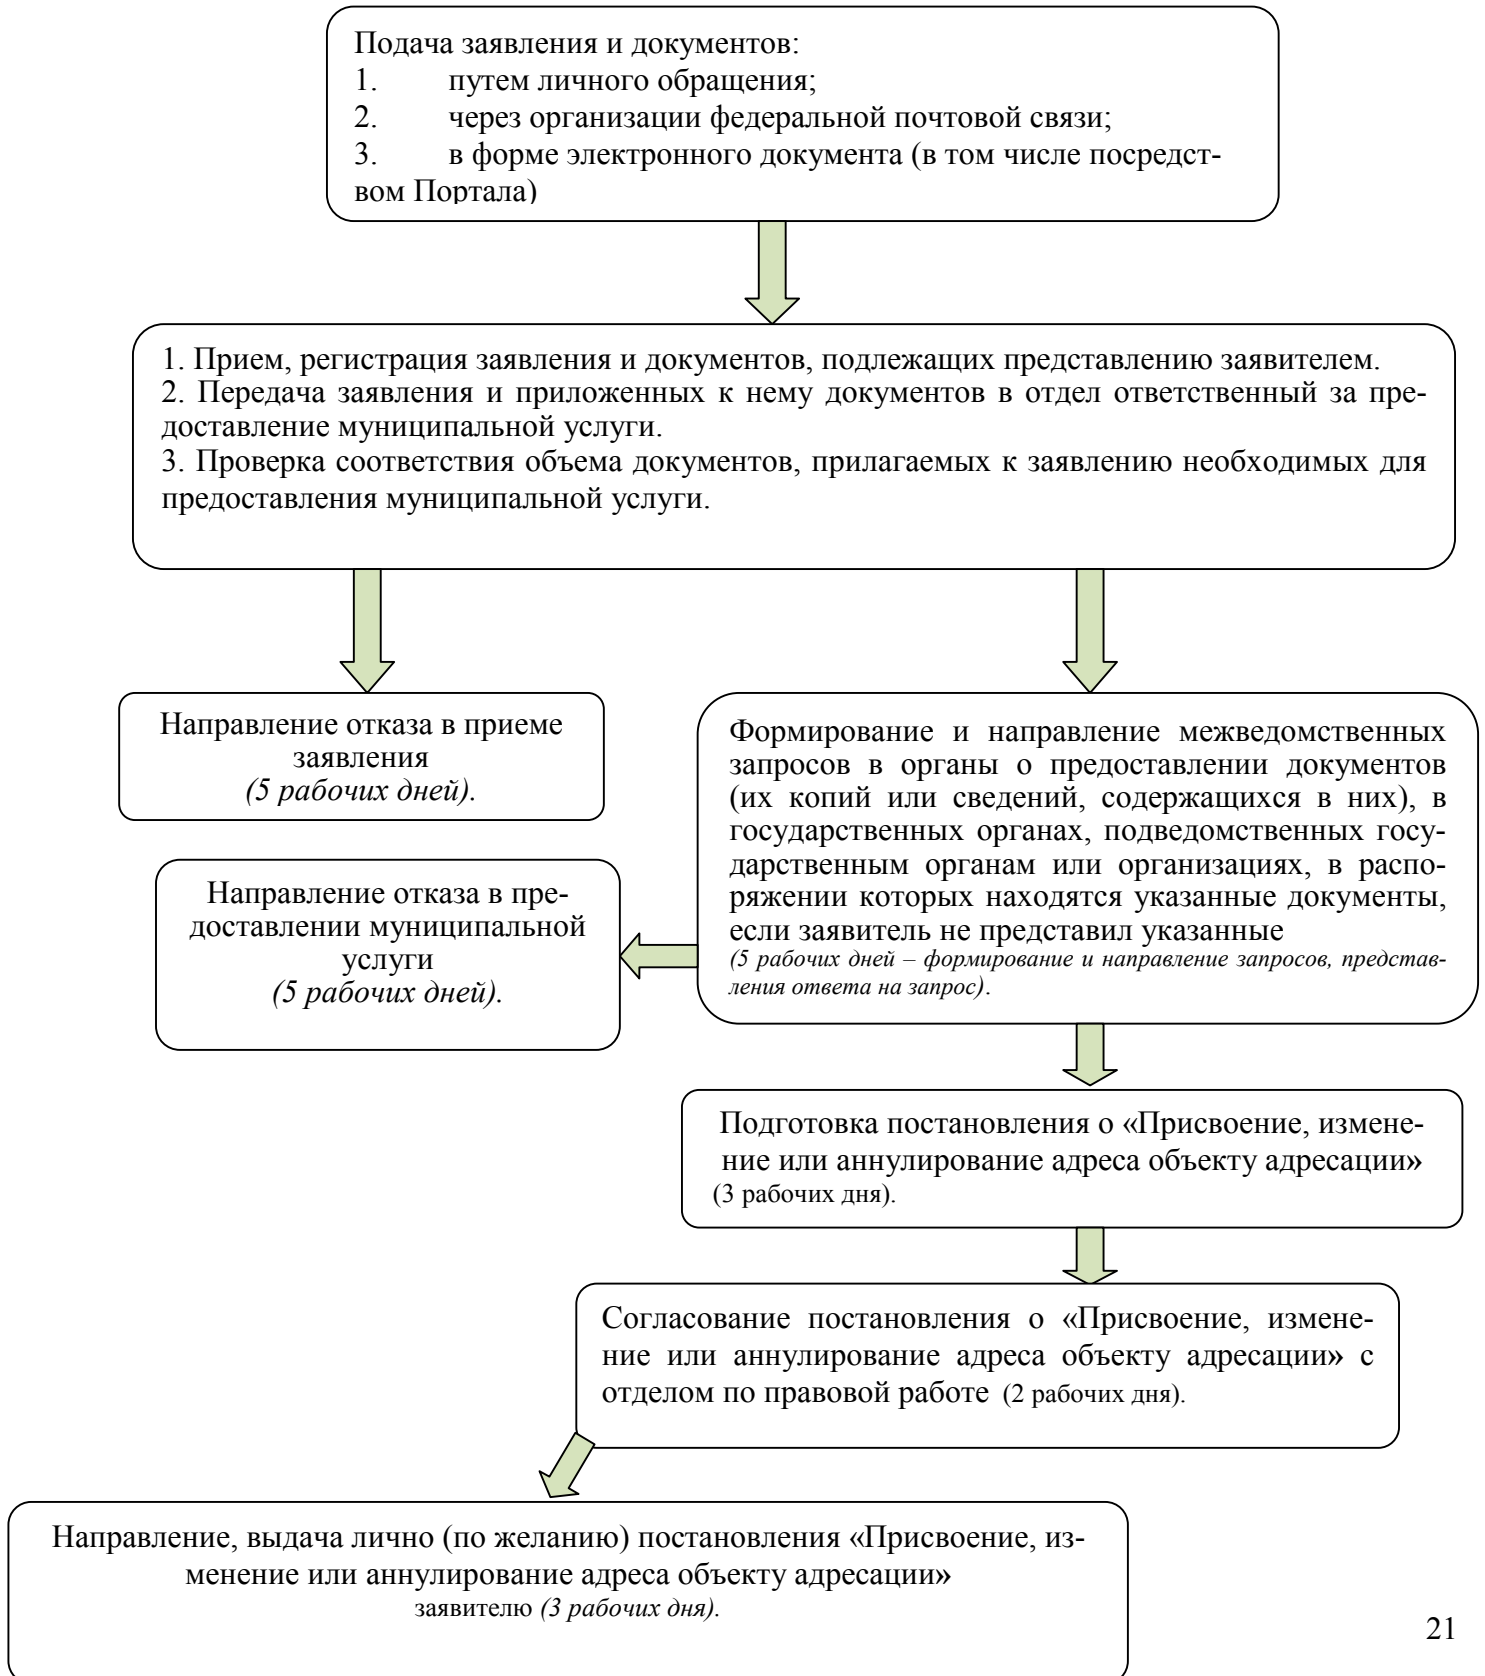 Подача заявления и документов:
1. путем личного обращения;
2. через организации федеральной почтовой связи;
3. в форме электронного документа (в том числе посредст-
вом Портала)
1. Прием, регистрация заявления и документов, подлежащих представлению заявителем.
2. Передача заявления и приложенных к нему документов в отдел ответственный за пре-
доставление муниципальной услуги.
3. Проверка соответствия объема документов, прилагаемых к заявлению необходимых для
предоставления муниципальной услуги.
Направление отказа в приеме
заявления
(5 рабочих дней).
Формирование и направление межведомственных
запросов в органы о предоставлении документов
(их копий или сведений, содержащихся в них), в
государственных органах, подведомственных госу-
дарственным органам или организациях, в распо-
ряжении которых находятся указанные документы,
если заявитель не представил указанные
(5 рабочих дней – формирование и направление запросов, представ-
ления ответа на запрос).
Направление отказа в пре-
доставлении муниципальной
услуги
(5 рабочих дней).
Подготовка постановления о «Присвоение, измене-
ние или аннулирование адреса объекту адресации»
(3 рабочих дня).
Согласование постановления о «Присвоение, измене-
ние или аннулирование адреса объекту адресации» с
отделом по правовой работе (2 рабочих дня).
Направление, выдача лично (по желанию) постановления «Присвоение, из-
менение или аннулирование адреса объекту адресации»
заявителю (3 рабочих дня).
21